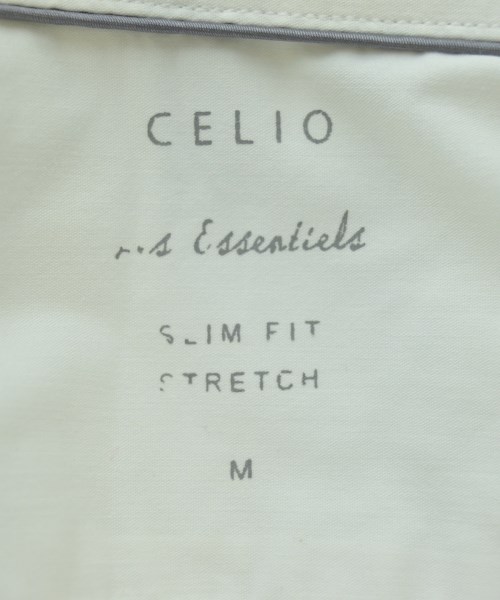 CELIO
Essentiels
SLIM FIT
STRETCH
M